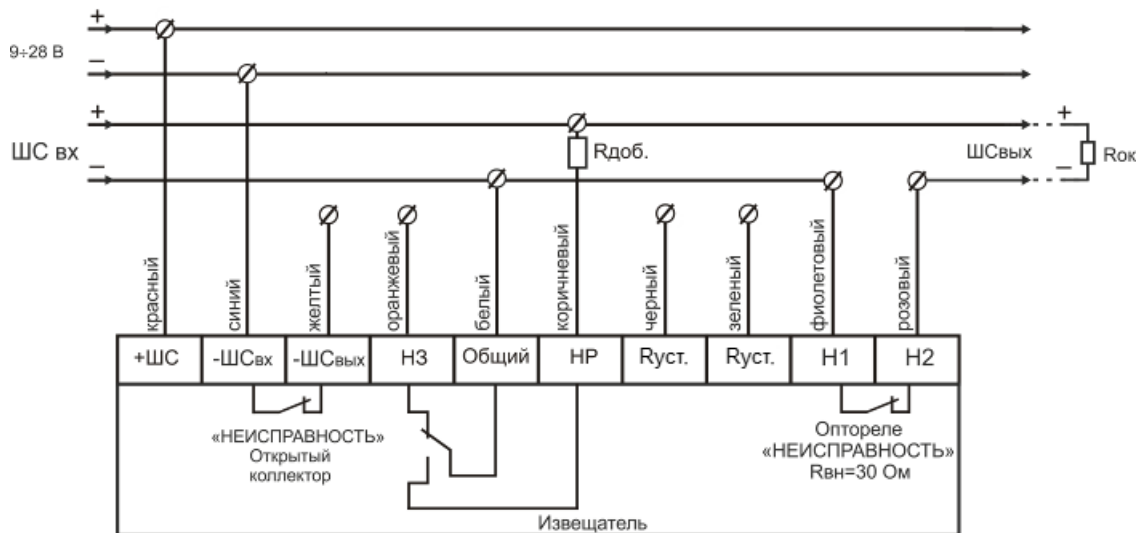 +
9÷28 В
−
+
ШС вх
−
Rдоб.
ШСвых
+
−
Rок
красный
синий
желтый
оранжевый
белый
коричневый
черный
зеленый
фиолетовый
розовый
+ШС
-ШСвх
-ШСвых
НЗ
Общий
НР
Rуст.
Rуст.
Н1
Н2
«НЕИСПРАВНОСТЬ»
Открытый
коллектор
Оптореле
«НЕИСПРАВНОСТЬ»
Rвн=30 Ом
Извещатель